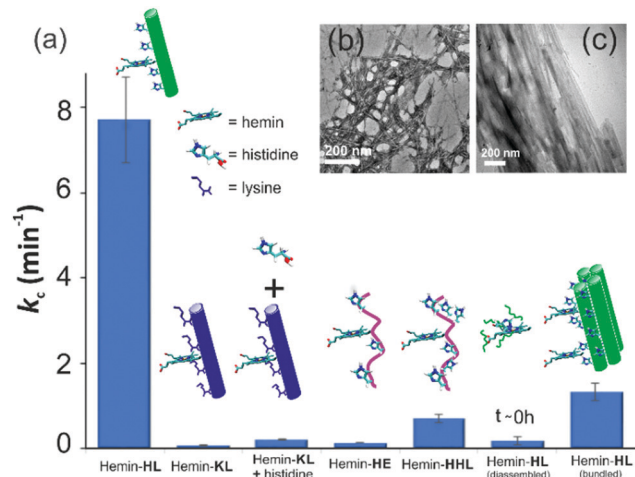 (a)
(b)
(c)
200 nm
200 nm
= hemin
= histidine
= lysine
+
t~0h
kc (min⁻¹)
8
6
4
2
0
Hemin-HL
Hemin-KL
Hemin-KL
+ histidine
Hemin-HE
Hemin-HHL
Hemin-HL
(diassembled)
Hemin-HL
(bundled)